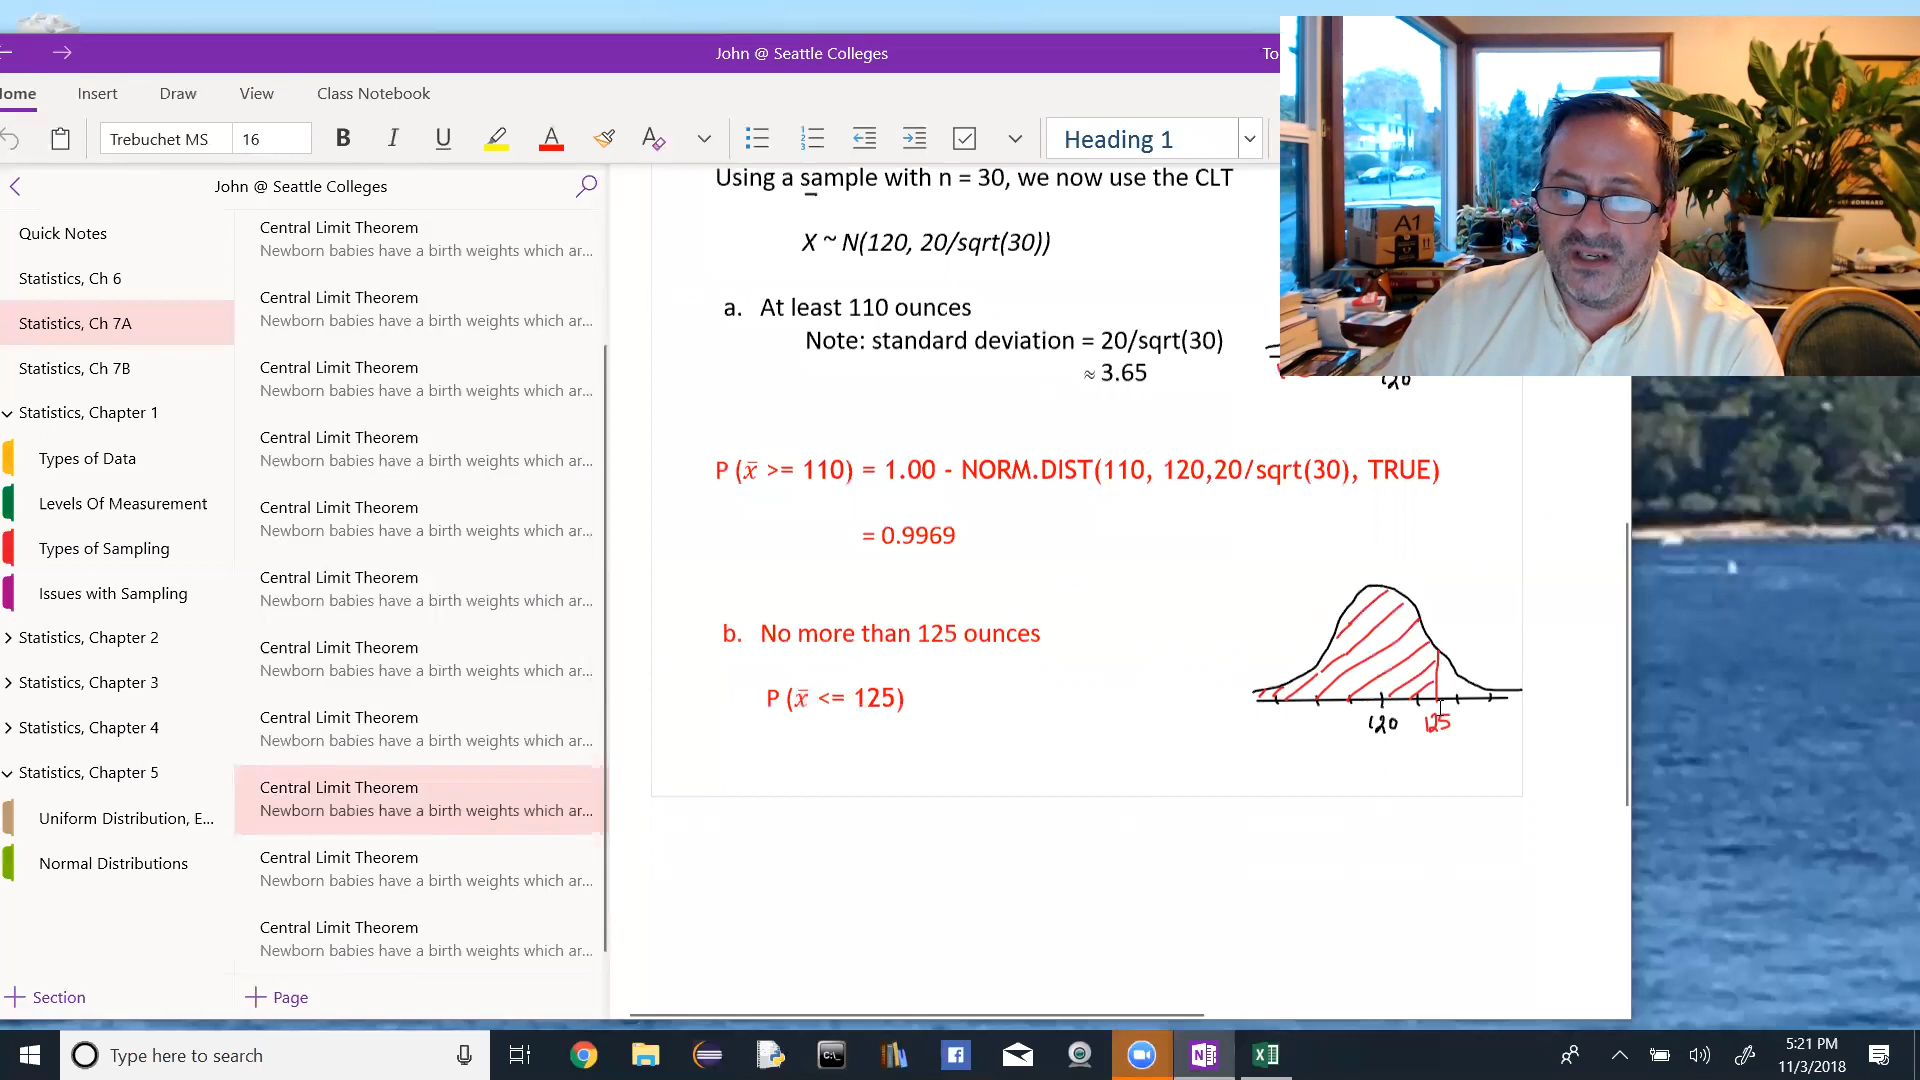 John @ Seattle Colleges
To
ome
Insert
Draw
View
Class Notebook
Trebuchet MS
16
B
I
U
A
A
Heading 1
John @ Seattle Colleges
Quick Notes
Statistics, Ch 6
Statistics, Ch 7A
Statistics, Ch 7B
Statistics, Chapter 1
Types of Data
Levels Of Measurement
Types of Sampling
Issues with Sampling
Statistics, Chapter 2
Statistics, Chapter 3
Statistics, Chapter 4
Statistics, Chapter 5
Uniform Distribution, E...
Normal Distributions
+ Section
Central Limit Theorem
Newborn babies have a birth weights which ar...
Central Limit Theorem
Newborn babies have a birth weights which ar...
Central Limit Theorem
Newborn babies have a birth weights which ar...
Central Limit Theorem
Newborn babies have a birth weights which ar...
Central Limit Theorem
Newborn babies have a birth weights which ar...
Central Limit Theorem
Newborn babies have a birth weights which ar...
Central Limit Theorem
Newborn babies have a birth weights which ar...
Central Limit Theorem
Newborn babies have a birth weights which ar...
Central Limit Theorem
Newborn babies have a birth weights which ar...
Central Limit Theorem
Newborn babies have a birth weights which ar...
Central Limit Theorem
Newborn babies have a birth weights which ar...
+ Page
Using a sample with n = 30, we now use the CLT
X̅ ~ N(120, 20/sqrt(30))
a. At least 110 ounces
Note: standard deviation = 20/sqrt(30)
≈ 3.65
120
P (x̅ >= 110) = 1.00 - NORM.DIST(110, 120,20/sqrt(30), TRUE)
= 0.9969
b. No more than 125 ounces
P (x̅ <= 125)
120
125
A1
Type here to search
5:21 PM
11/3/2018